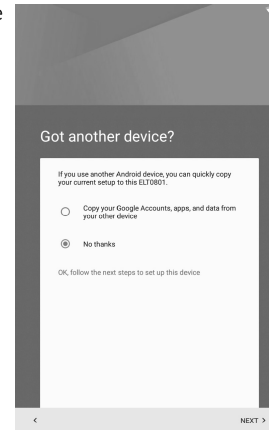 e
Got another device?
If you use another Android device, you can quickly copy
your current setup to this ELT0801.
Copy your Google Accounts, apps, and data from
your other device
No thanks
OK, follow the next steps to set up this device
< NEXT >